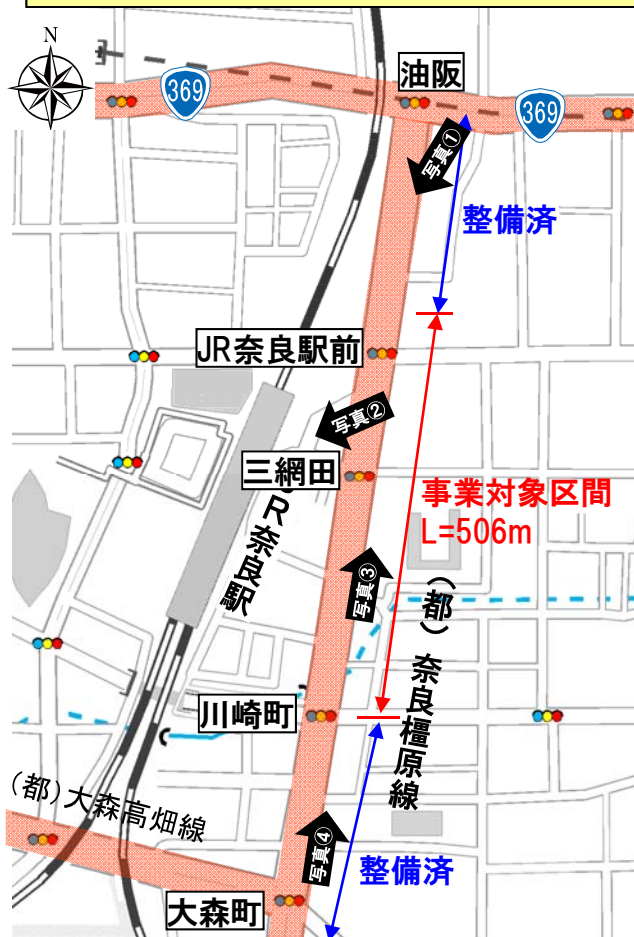 N
油阪
369
369
写真①
整備済
JR奈良駅前
写真②
三網田
事業対象区間
L=506m
JR奈良駅
写真③
(都)奈良橿原線
川崎町
(都)大森高畑線
写真④
整備済
大森町